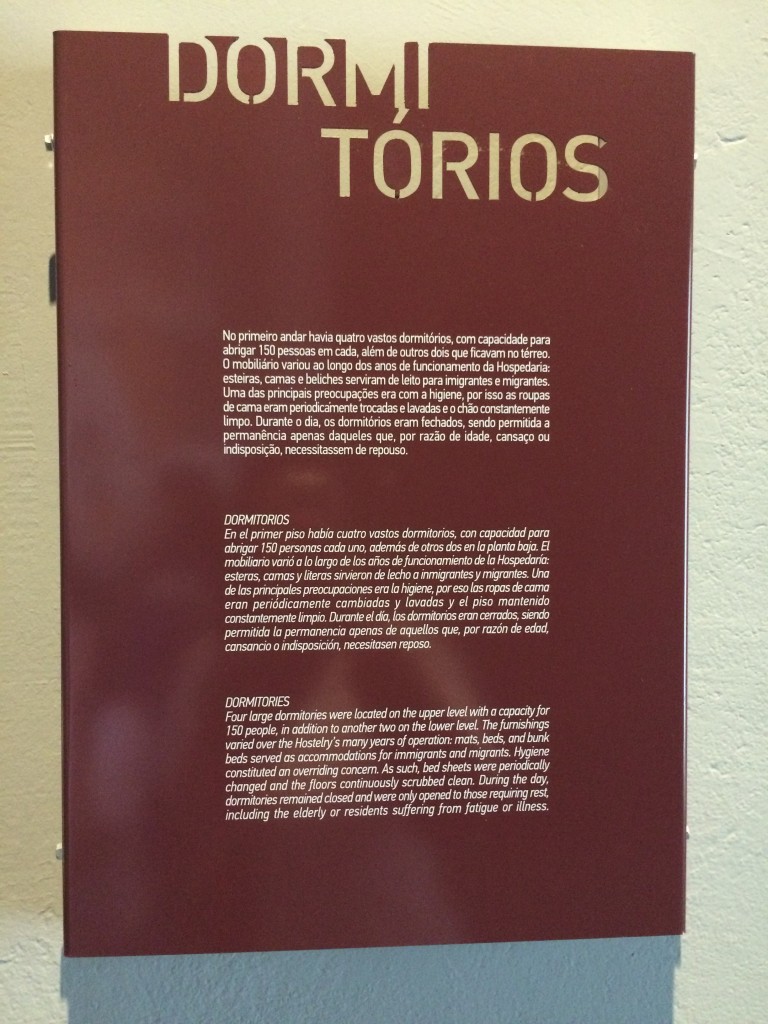 DORMI
TÓRIOS
No primeiro andar havia quatro vastos dormitórios, com capacidade para
abrigar 150 pessoas em cada, além de outros dois que ficavam no térreo.
O mobiliário variou ao longo dos anos de funcionamento da Hospedaria:
esteiras, camas e beliches serviram de leito para imigrantes e migrantes.
Uma das principais preocupações era com a higiene, por isso as roupas
de cama eram periodicamente trocadas e lavadas e o chão constantemente
limpo. Durante o dia, os dormitórios eram fechados, sendo permitida a
permanência apenas daqueles que, por razão de idade, cansaço ou
indisposição, necessitassem de repouso.
DORMITORIOS
En el primer piso había cuatro vastos dormitorios, con capacidad para
abrigar 150 personas cada uno, además de otros dos en la planta baja. El
mobiliario varió a lo largo de los años de funcionamiento de la Hospedaría:
esteras, camas y literas sirvieron de lecho a inmigrantes y migrantes. Una
de las principales preocupaciones era la higiene, por eso las ropas de cama
eran periódicamente cambiadas y lavadas y el piso mantenido
constantemente limpio. Durante el día, los dormitorios eran cerrados, siendo
permitida la permanencia apenas de aquellos que, por razón de edad,
cansancio o indisposición, necesitasen reposo.
DORMITORIES
Four large dormitories were located on the upper level with a capacity for
150 people, in addition to another two on the lower level. The furnishings
varied over the Hostelry's many years of operation: mats, beds, and bunk
beds served as accommodations for immigrants and migrants. Hygiene
constituted an overriding concern. As such, bed sheets were periodically
changed and the floors continuously scrubbed clean. During the day,
dormitories remained closed and were only opened to those requiring rest,
including the elderly or residents suffering from fatigue or illness.